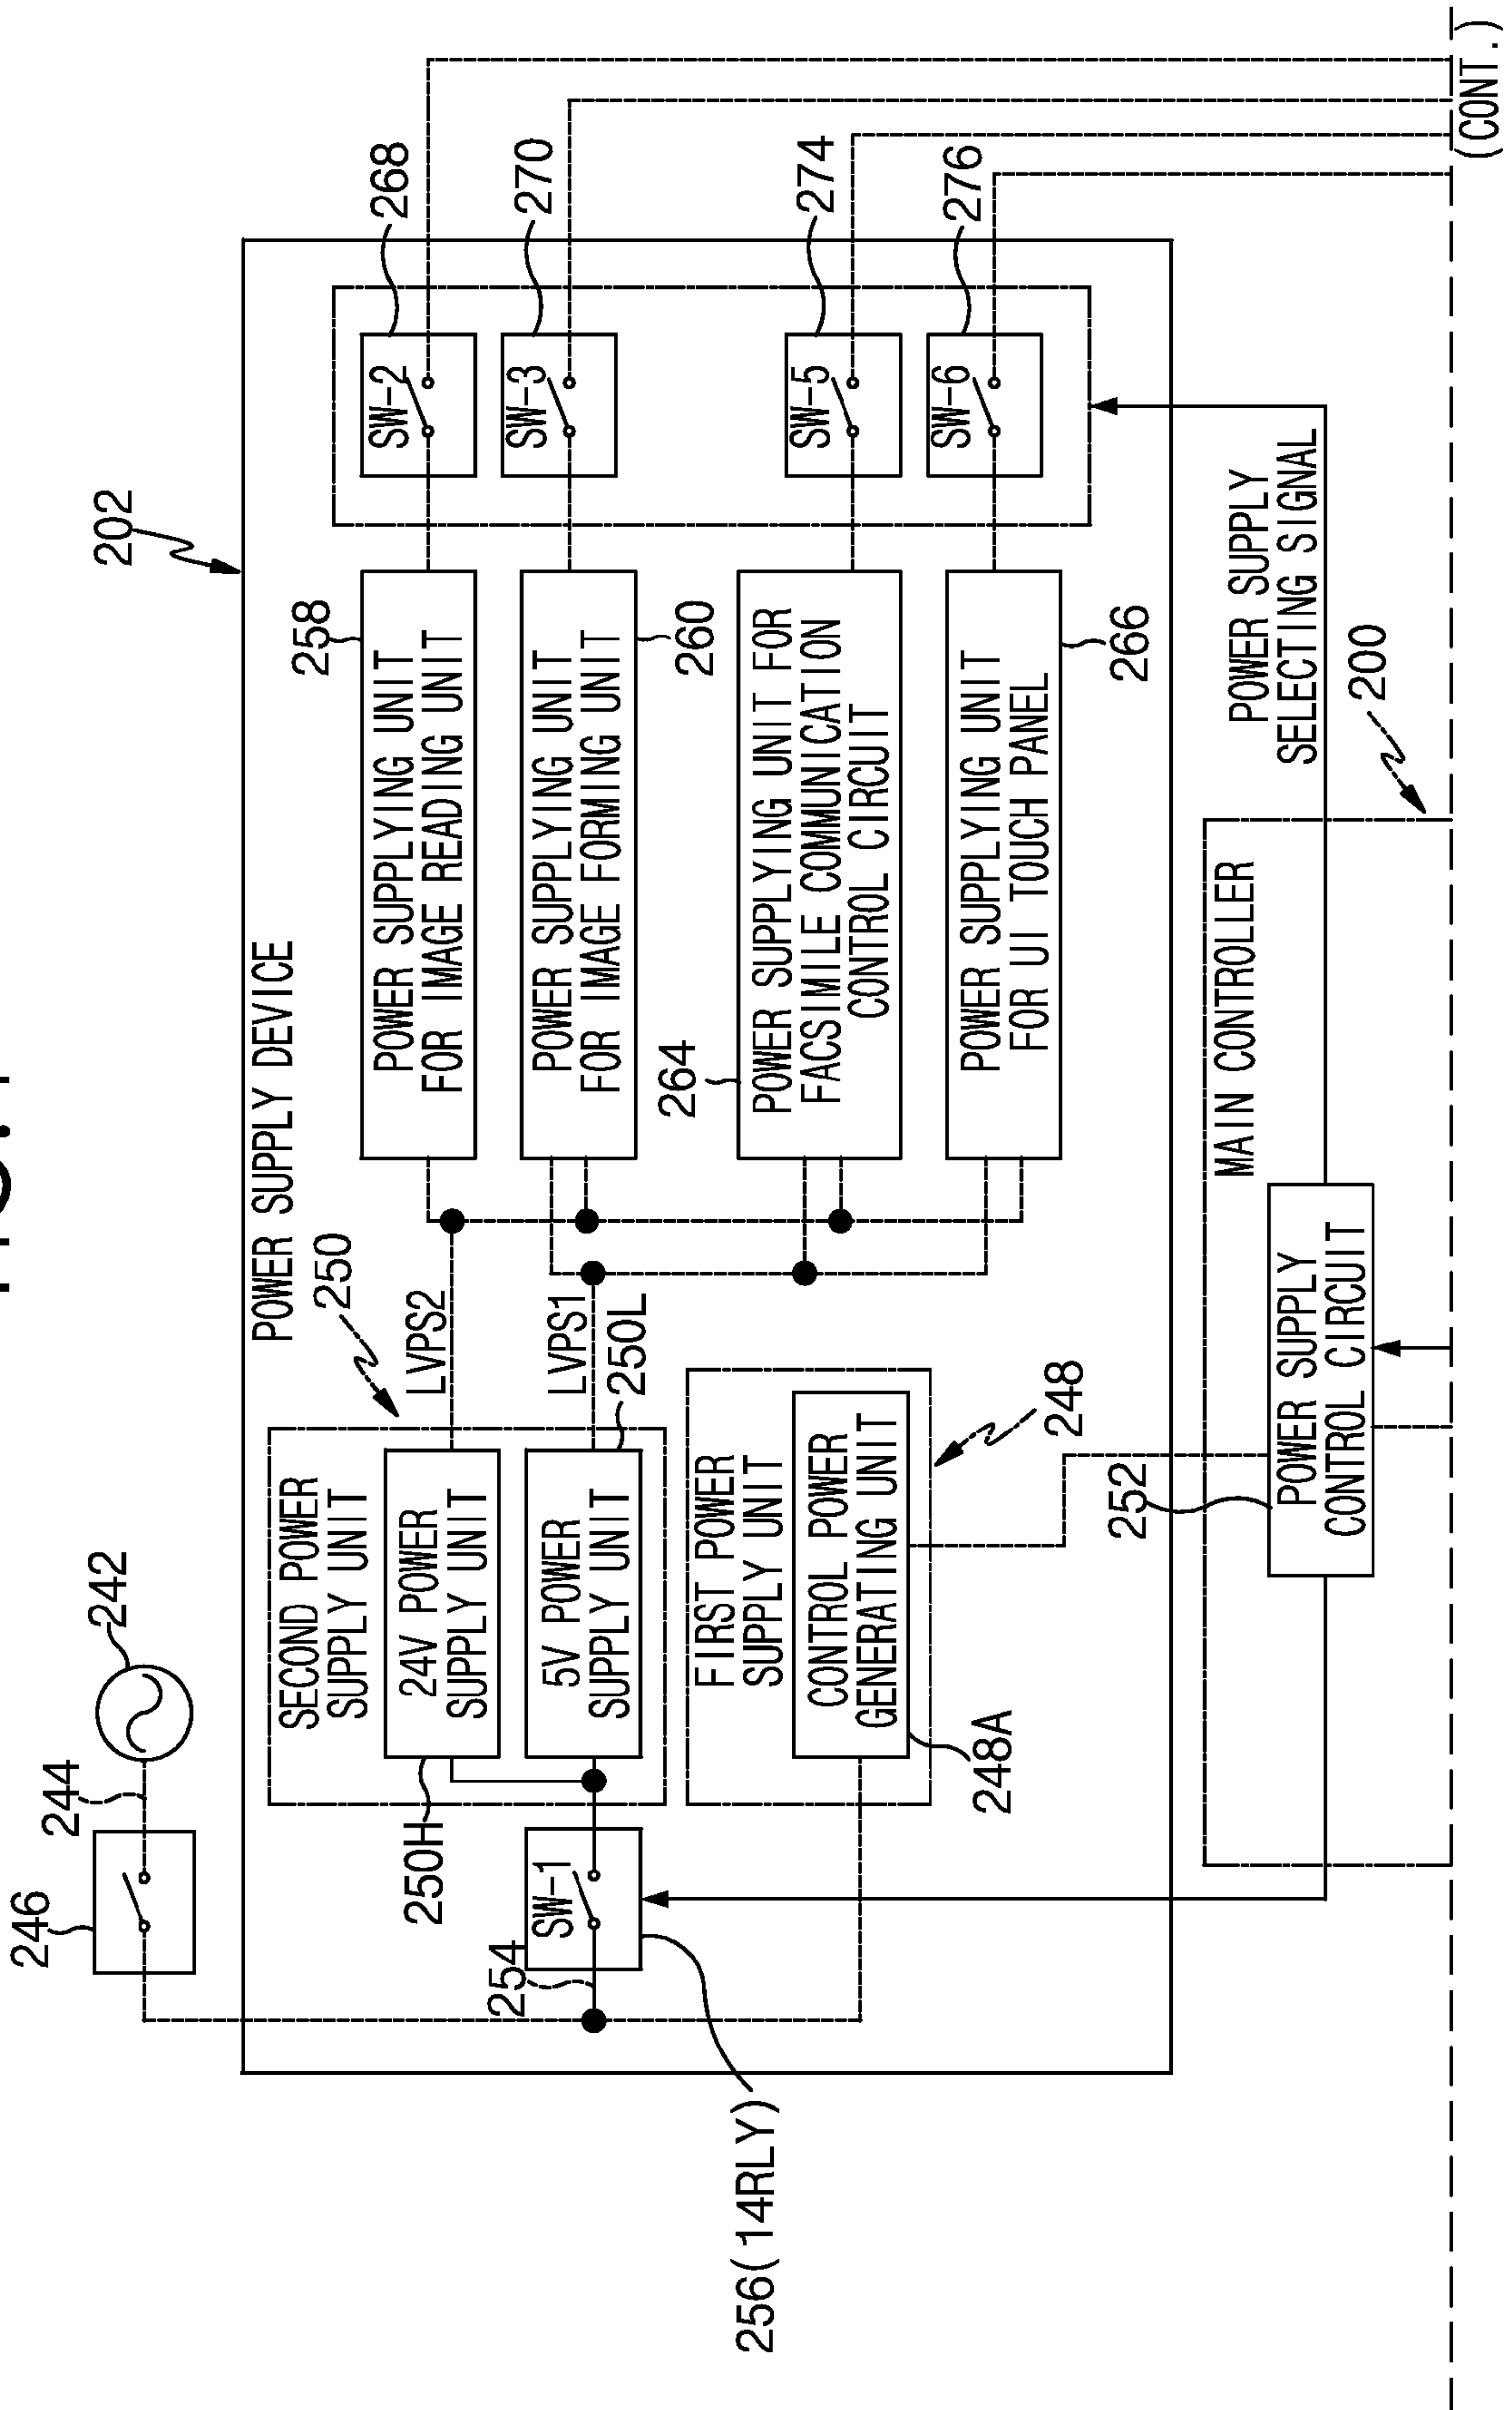 202
POWER SUPPLY DEVICE
246
244
242
254
256(14RLY)
SW-1
250
SECOND POWER
SUPPLY UNIT
24V POWER
SUPPLY UNIT
250H
5V POWER
SUPPLY UNIT
250L
LVPS2
LVPS1
FIRST POWER
SUPPLY UNIT
CONTROL POWER
GENERATING UNIT
248A
248
258
POWER SUPPLYING UNIT
FOR IMAGE READING UNIT
POWER SUPPLYING UNIT
FOR IMAGE FORMING UNIT
260
264
POWER SUPPLYING UNIT FOR
FACSIMILE COMMUNICATION
CONTROL CIRCUIT
POWER SUPPLYING UNIT
FOR UI TOUCH PANEL
266
SW-2
268
SW-3
270
SW-5
274
SW-6
276
MAIN CONTROLLER
200
252
POWER SUPPLY
CONTROL CIRCUIT
POWER SUPPLY
SELECTING SIGNAL
(CONT.)